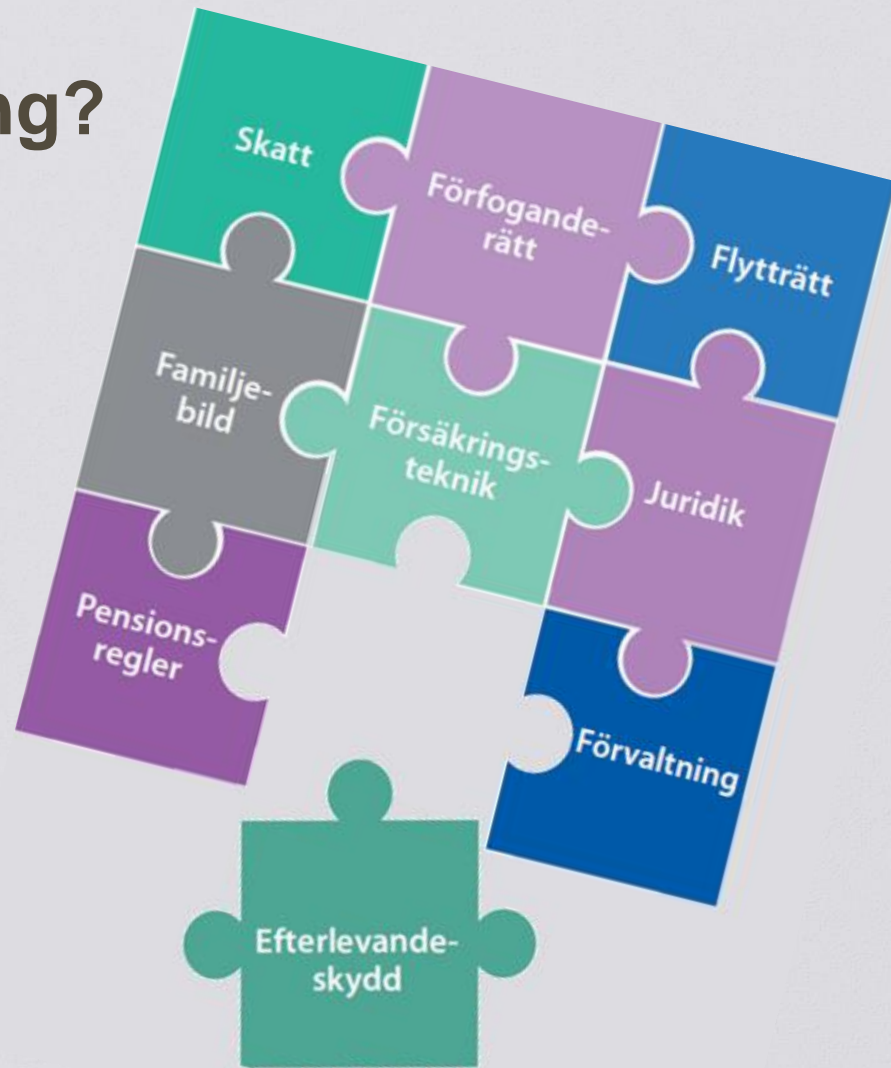 ng?
Skatt
Förfogande-
rätt
Flytträtt
Familje-
bild
Försäkrings-
teknik
Juridik
Pensions-
regler
Förvaltning
Efterlevande-
skydd